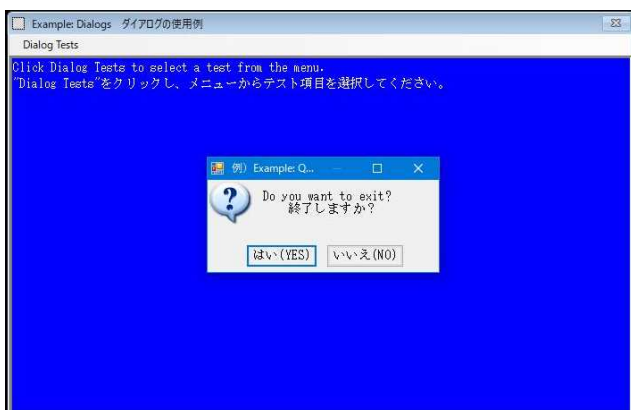 Example: Dialogs ダイアログの使用例
Dialog Tests
Click Dialog Tests to select a test from the menu.
"Dialog Tests"をクリックし、メニューからテスト項目を選択してください。
例) Example: Q...
Do you want to exit?
終了しますか?
はい(YES) いいえ(NO)